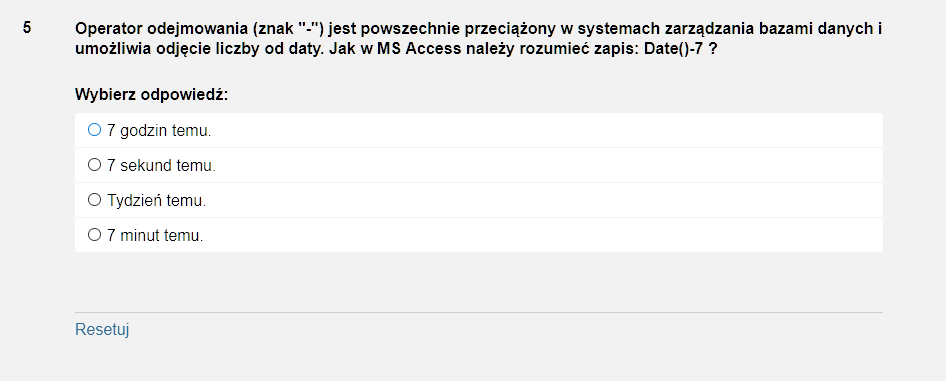 5
Operator odejmowania (znak "-") jest powszechnie przeciążony w systemach zarządzania bazami danych i
umożliwia odjęcie liczby od daty. Jak w MS Access należy rozumieć zapis: Date()-7 ?
Wybierz odpowiedź:
7 godzin temu.
7 sekund temu.
Tydzień temu.
7 minut temu.
Resetuj